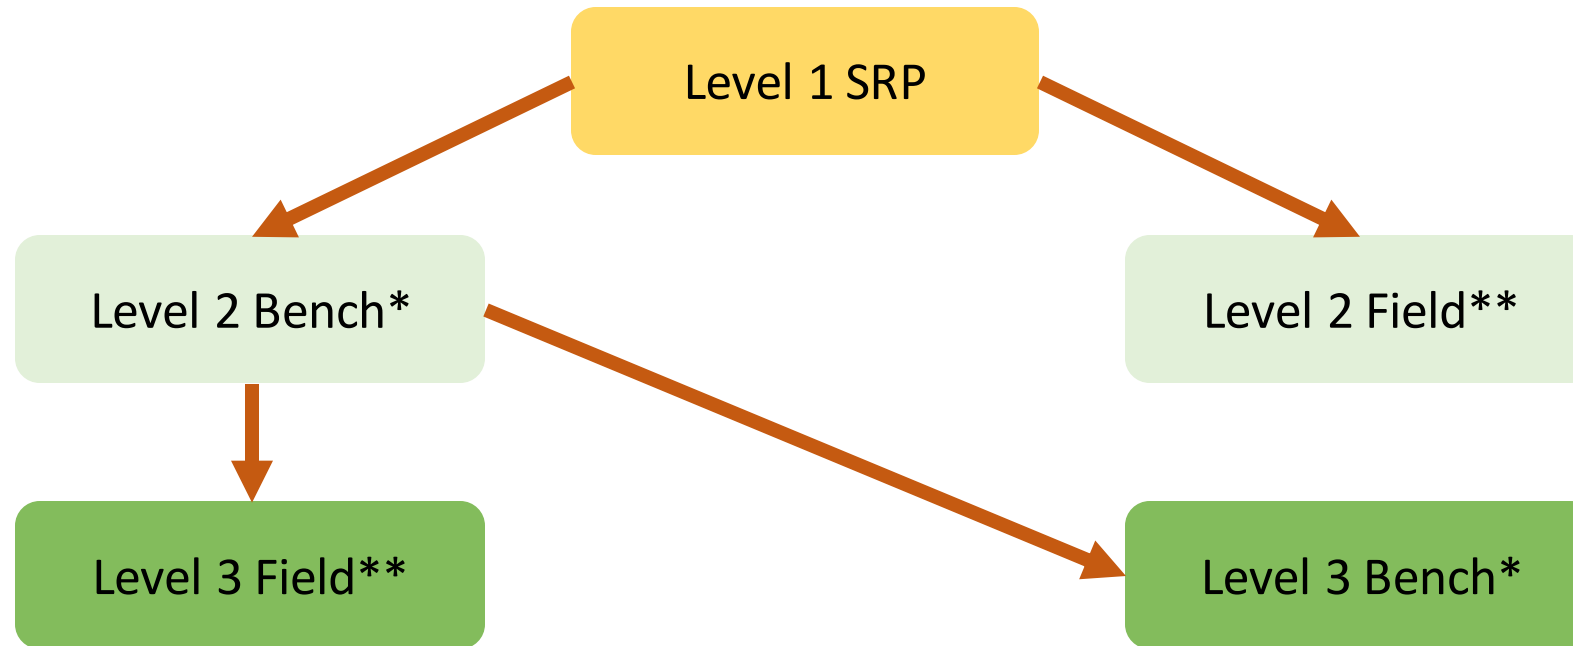 Level 1 SRP
Level 2 Bench*
Level 2 Field**
Level 3 Field**
Level 3 Bench*